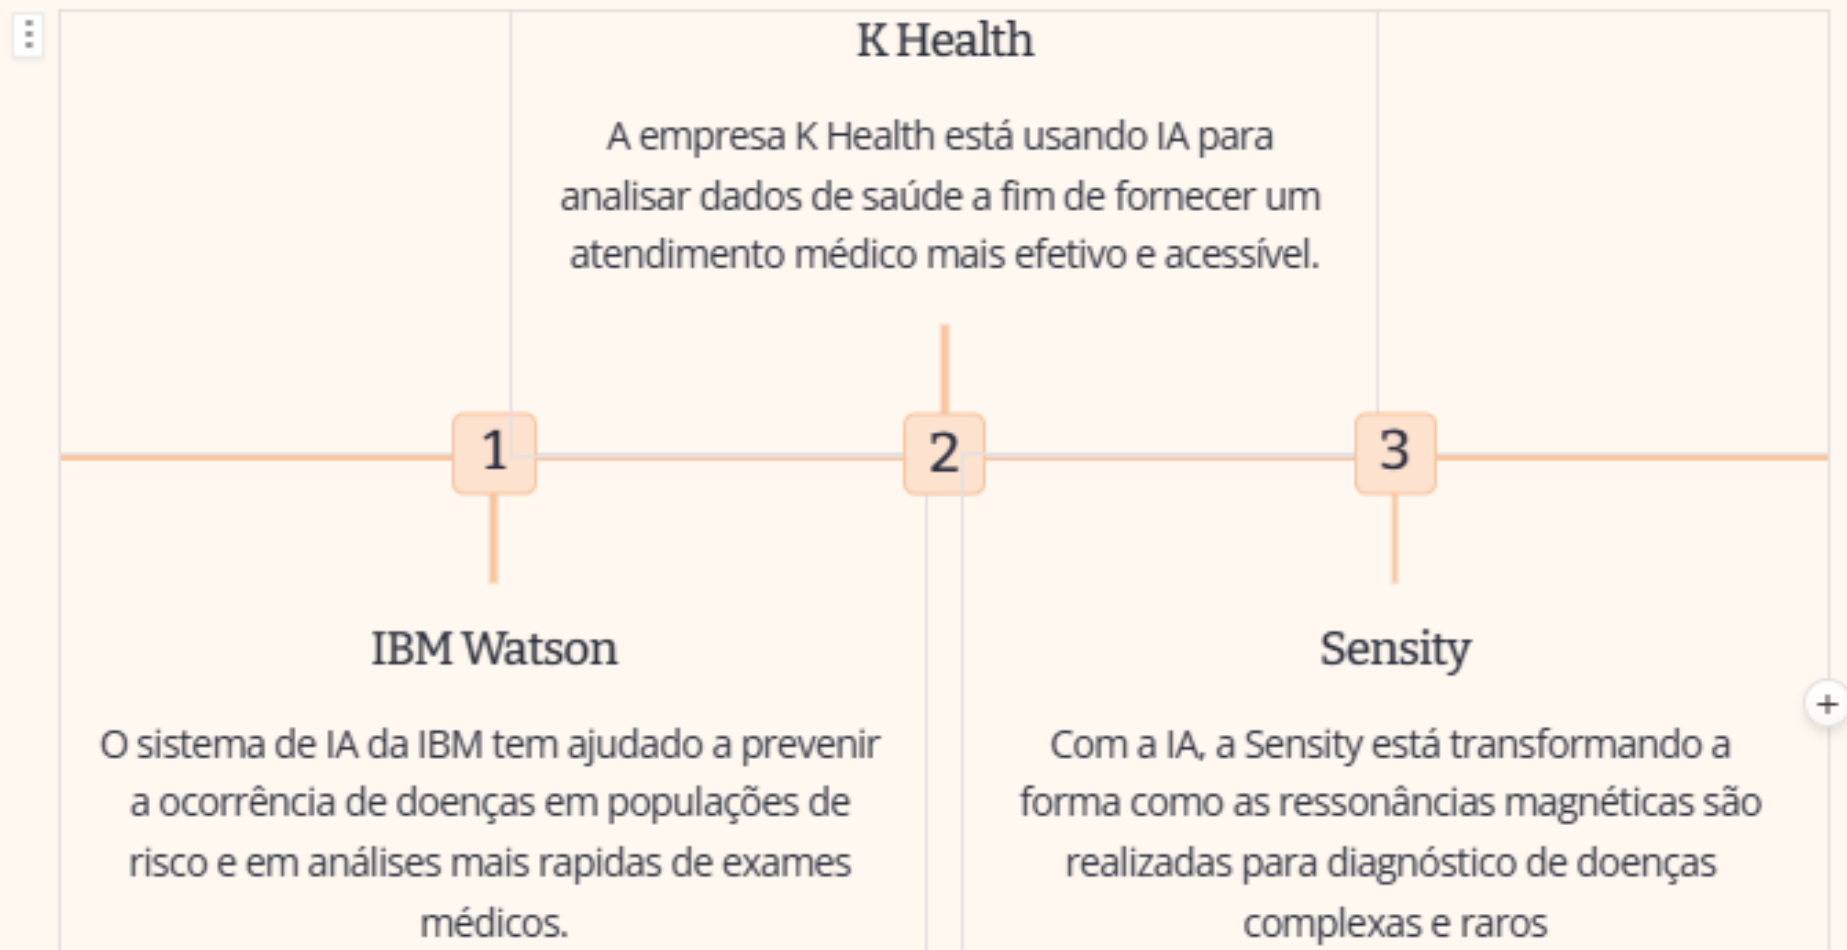 K Health
A empresa K Health está usando IA para
analisar dados de saúde a fim de fornecer um
atendimento médico mais efetivo e acessível.
1
2
3
IBM Watson
O sistema de IA da IBM tem ajudado a prevenir
a ocorrência de doenças em populações de
risco e em análises mais rapidas de exames
médicos.
Sensity
Com a IA, a Sensity está transformando a
forma como as ressonâncias magnéticas são
realizadas para diagnóstico de doenças
complexas e raros